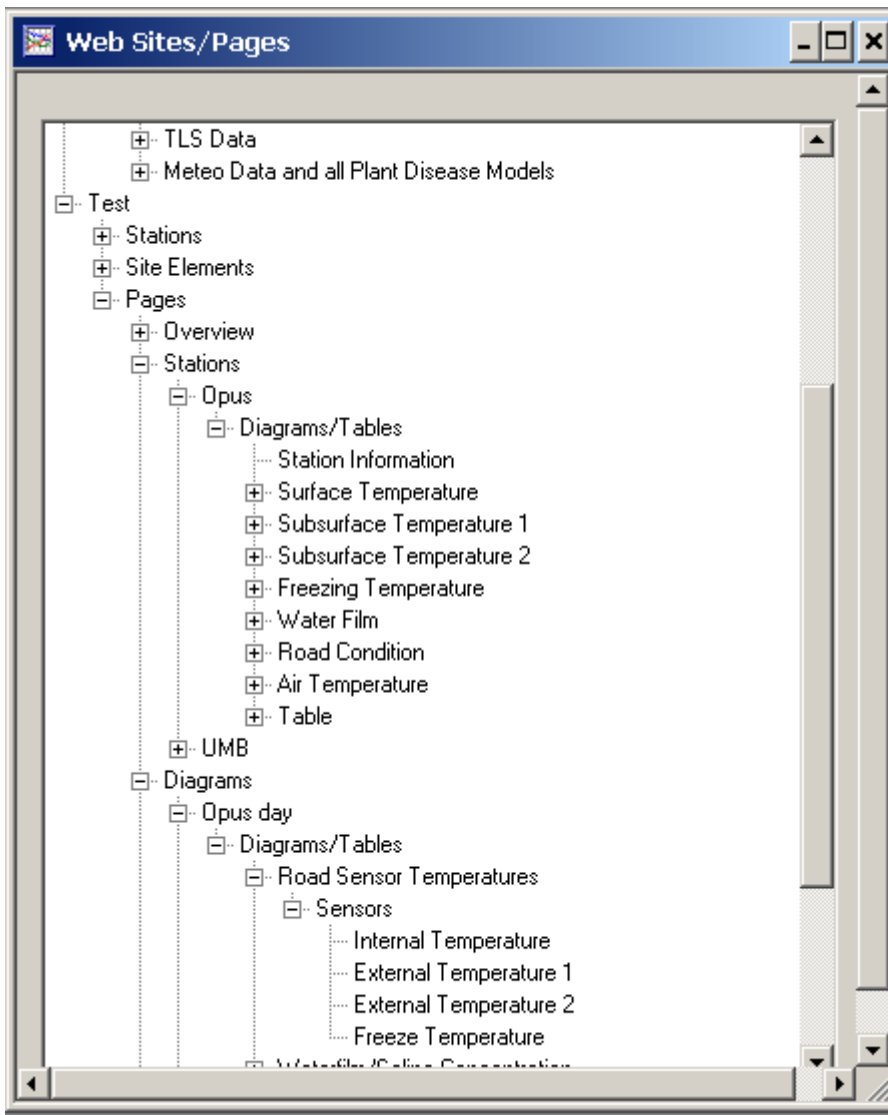 Web Sites/Pages
TLS Data
Meteo Data and all Plant Disease Models
Test
Stations
Site Elements
Pages
Overview
Stations
Opus
Diagrams/Tables
Station Information
Surface Temperature
Subsurface Temperature 1
Subsurface Temperature 2
Freezing Temperature
Water Film
Road Condition
Air Temperature
Table
UMB
Diagrams
Opus day
Diagrams/Tables
Road Sensor Temperatures
Sensors
Internal Temperature
External Temperature 1
External Temperature 2
Freeze Temperature
Waterfilm/Saline Concentration